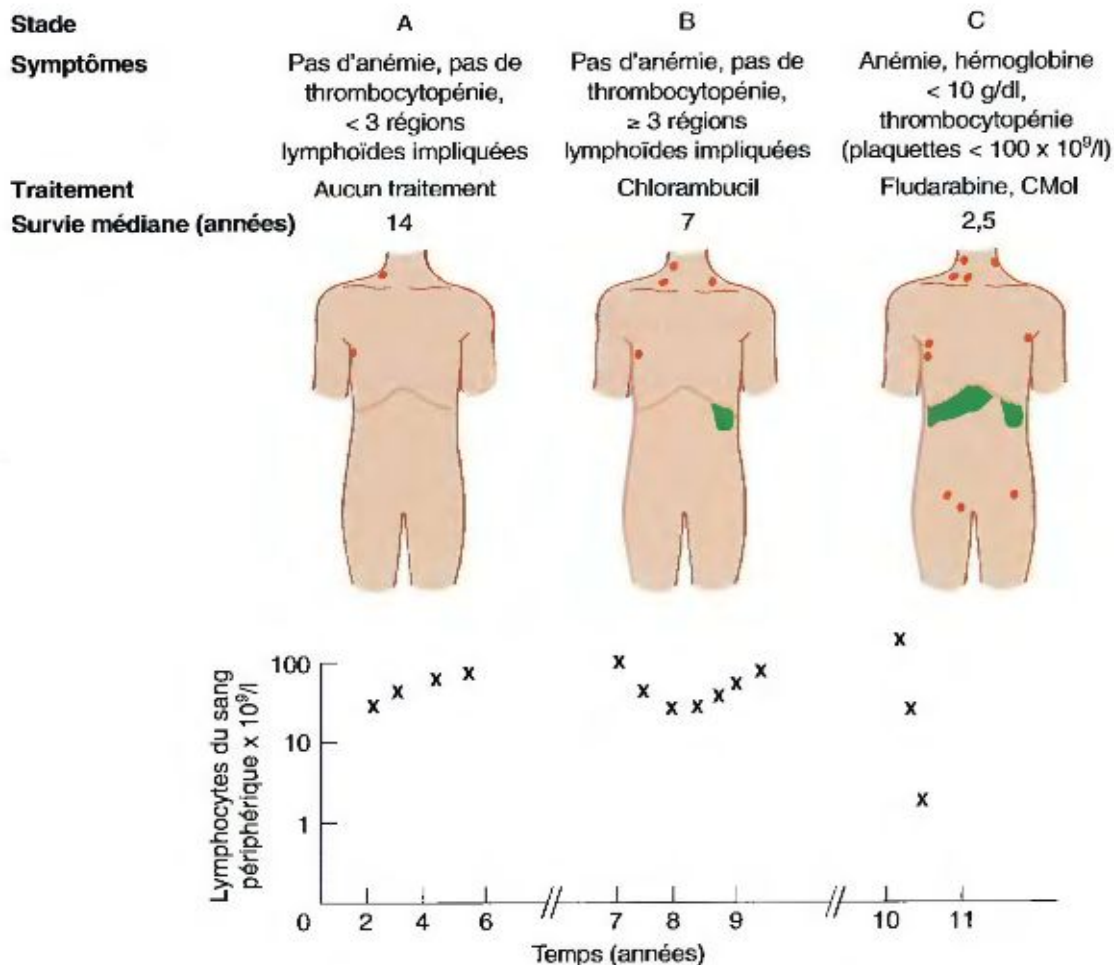 Stade A B C
Symptômes Pas d'anémie, pas de Pas d'anémie, pas de Anémie, hémoglobine
thrombocytopénie, thrombocytopénie, < 10 g/dl,
< 3 régions ≥ 3 régions thrombocytopénie
lymphoïdes impliquées lymphoïdes impliquées (plaquettes < 100 x 10⁹/l)
Traitement Aucun traitement Chlorambucil Fludarabine, CMol
Survie médiane (années) 14 7 2,5
Lymphocytes du sang
périphérique x 10⁹/l
100
10
1
0 2 4 6 // 7 8 9 // 10 11
Temps (années)